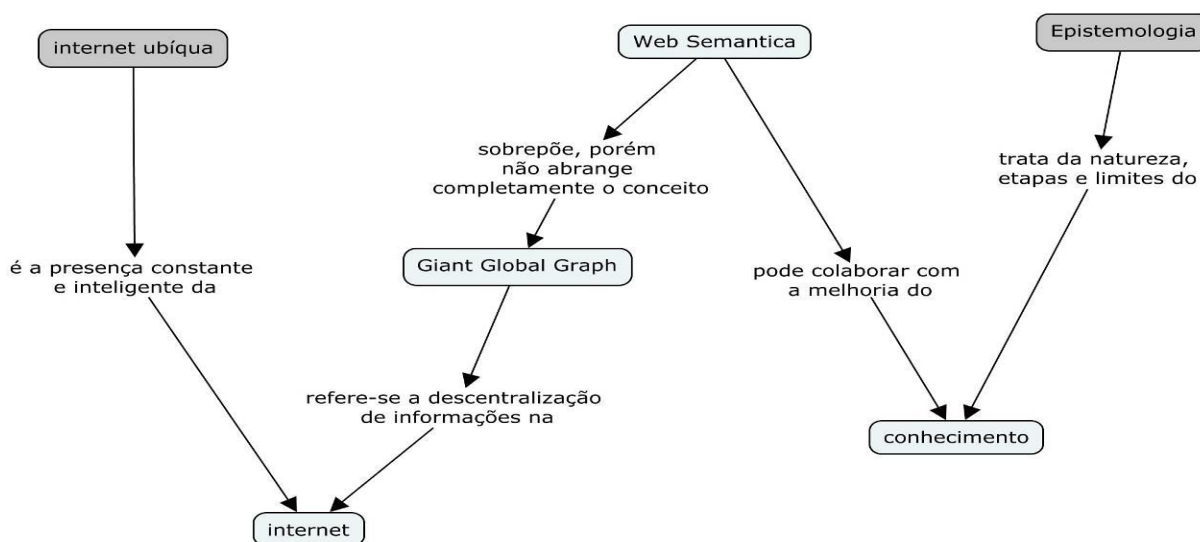 internet ubíqua
Web Semantica
Epistemologia
sobrepõe, porém
não abrange
completamente o conceito
trata da natureza,
etapas e limites do
é a presença constante
e inteligente da
Giant Global Graph
pode colaborar com
a melhoria do
refere-se a descentralização
de informações na
conhecimento
internet